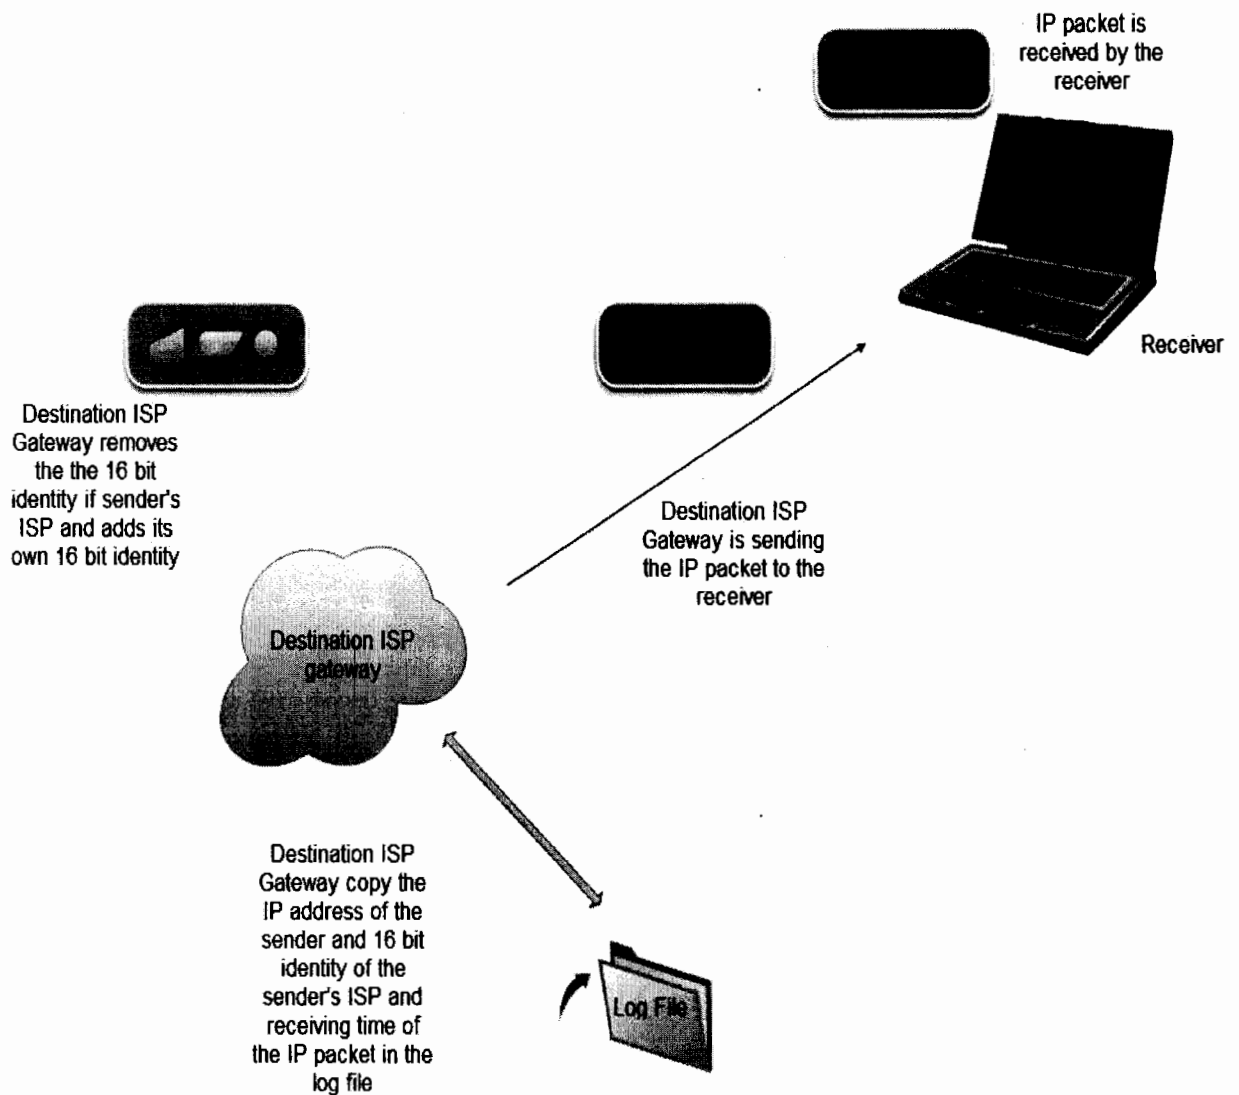 IP packet is
received by the
receiver
Receiver
Destination ISP
Gateway removes
the the 16 bit
identity if sender's
ISP and adds its
own 16 bit identity
Destination ISP
Gateway is sending
the IP packet to the
receiver
Destination ISP
gateway
Destination ISP
Gateway copy the
IP address of the
sender and 16 bit
identity of the
sender's ISP and
receiving time of
the IP packet in the
log file
Log File